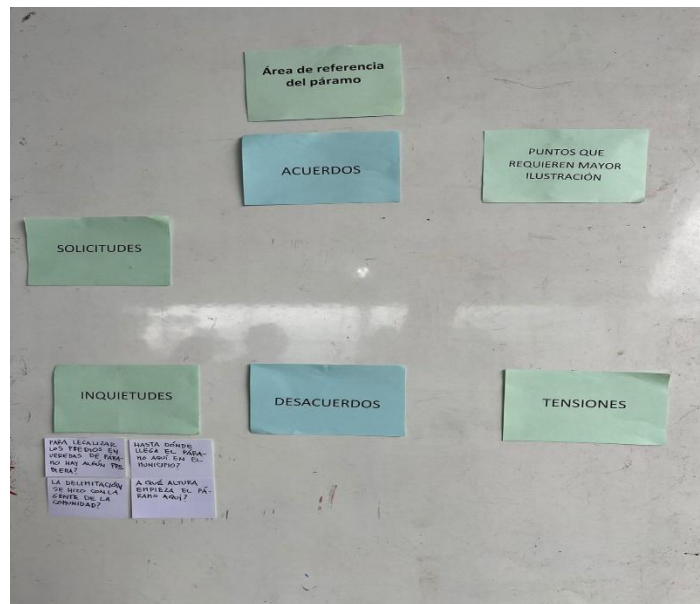 Área de referencia
del páramo
ACUERDOS
PUNTOS QUE
REQUIEREN MAYOR
ILUSTRACIÓN
SOLICITUDES
INQUIETUDES
DESACUERDOS
TENSIONES
PARA LEGALIZAR
LOS PREDIOS EN
VEREDAS DE PÁRA-
MO HAY ALGÚN PRO
BLEMA?
HASTA DÓNDE
LLEGA EL PÁRA-
MO AQUÍ EN EL
MUNICIPIO?
LA DELIMITACIÓN
SE HIZO CON LA
GENTE DE LA
COMUNIDAD?
A QUÉ ALTURA
EMPIEZA EL PÁ-
RAMO AQUÍ?